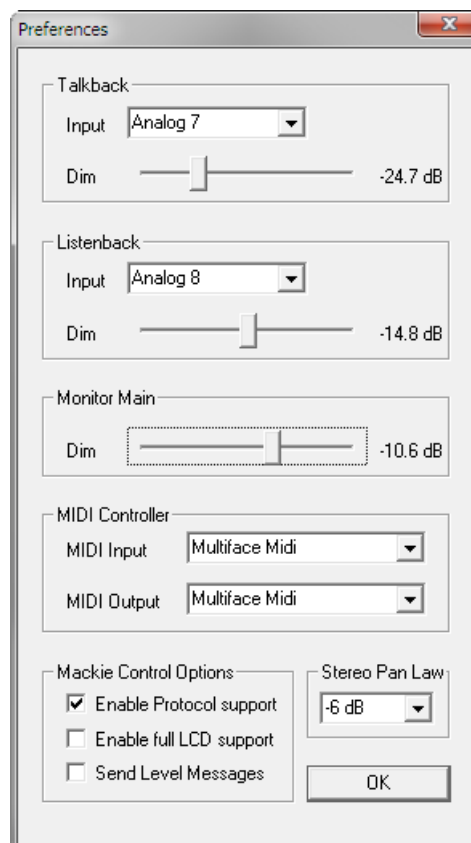 Preferences
Talkback
Input Analog 7
Dim -24.7 dB
Listenback
Input Analog 8
Dim -14.8 dB
Monitor Main
Dim -10.6 dB
MIDI Controller
MIDI Input Multiface Midi
MIDI Output Multiface Midi
Mackie Control Options
Enable Protocol support
Enable full LCD support
Send Level Messages
Stereo Pan Law
-6 dB
OK